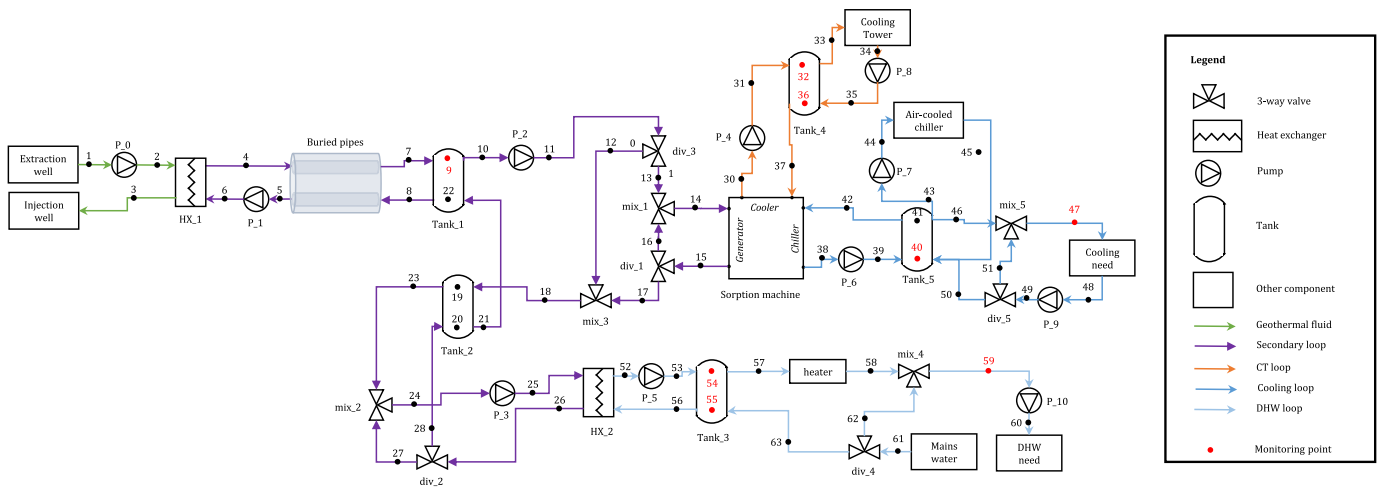 Extraction
well
Injection
well
1
P_0
2
3
HX_1
4
5
6
P_1
Buried pipes
7
8
9
22
Tank_1
10
P_2
11
12
0
div_3
13
1
mix_1
14
16
div_1
15
17
mix_3
18
19
20
Tank_2
21
23
mix_2
24
28
27
div_2
P_3
25
26
HX_2
52
P_5
53
54
55
Tank_3
56
57
heater
58
mix_4
59
P_10
60
DHW
need
Mains
water
61
62
div_4
63
Cooling
Tower
33
34
P_8
35
32
36
Tank_4
31
P_4
30
37
Cooler
Generator
Chiller
Sorption machine
Air-cooled
chiller
44
45
P_7
43
42
41
40
Tank_5
46
38
39
P_6
mix_5
47
Cooling
need
48
P_9
49
div_5
50
51
Legend
3-way valve
Heat exchanger
Pump
Tank
Other component
Geothermal fluid
Secondary loop
CT loop
Cooling loop
DHW loop
Monitoring point